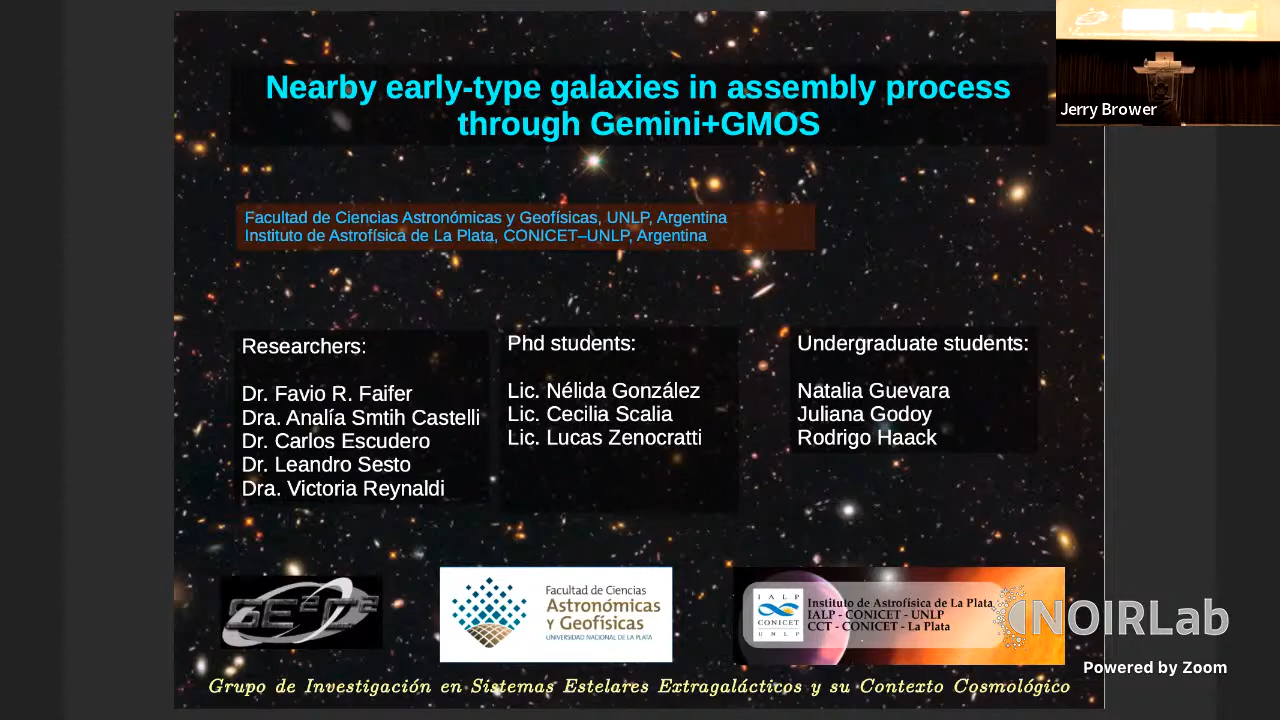 Nearby early-type galaxies in assembly process
through Gemini+GMOS
Jerry Brower
Facultad de Ciencias Astronómicas y Geofísicas, UNLP, Argentina
Instituto de Astrofísica de La Plata, CONICET–UNLP, Argentina
Researchers:
Dr. Favio R. Faifer
Dra. Analía Smtih Castelli
Dr. Carlos Escudero
Dr. Leandro Sesto
Dra. Victoria Reynaldi
Phd students:
Lic. Nélida González
Lic. Cecilia Scalia
Lic. Lucas Zenocratti
Undergraduate students:
Natalia Guevara
Juliana Godoy
Rodrigo Haack
Facultad de Ciencias
Astronómicas
y Geofísicas
UNIVERSIDAD NACIONAL DE LA PLATA
IALP
CONICET
UNLP
Instituto de Astrofísica de La Plata
IALP - CONICET - UNLP
CCT - CONICET - La Plata
NOIRLab
Powered by Zoom
Grupo de Investigación en Sistemas Estelares Extragalácticos y su Contexto Cosmológico